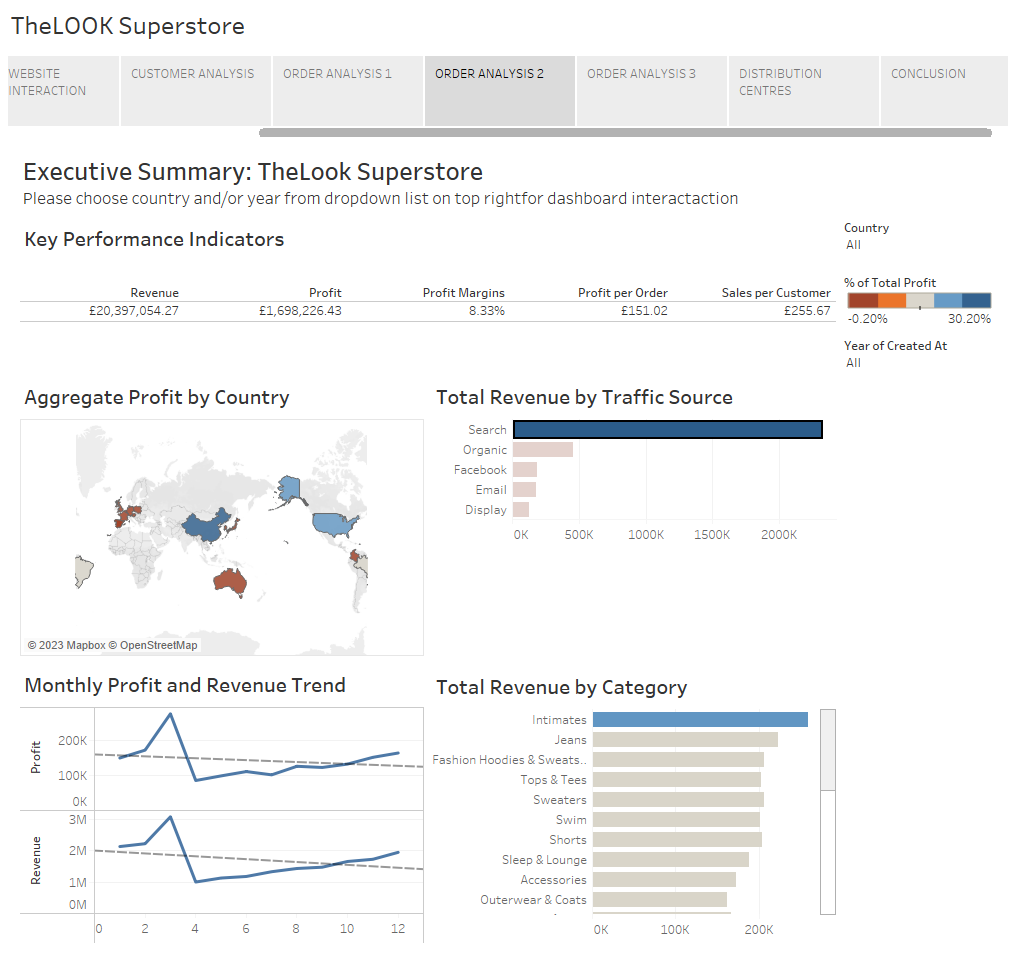 TheLOOK Superstore
WEBSITE
INTERACTION
CUSTOMER ANALYSIS
ORDER ANALYSIS 1
ORDER ANALYSIS 2
ORDER ANALYSIS 3
DISTRIBUTION
CENTRES
CONCLUSION
Executive Summary: TheLook Superstore
Please choose country and/or year from dropdown list on top rightfor dashboard interactaction
Key Performance Indicators
Revenue Profit Profit Margins Profit per Order Sales per Customer
£20,397,054.27 £1,698,226.43 8.33% £151.02 £255.67
Country
All
% of Total Profit
-0.20% 30.20%
Year of Created At
All
Aggregate Profit by Country
© 2023 Mapbox © OpenStreetMap
Total Revenue by Traffic Source
Search
Organic
Facebook
Email
Display
0K 500K 1000K 1500K 2000K
Monthly Profit and Revenue Trend
Profit
200K
100K
0K
Revenue
3M
2M
1M
0M
0 2 4 6 8 10 12
Total Revenue by Category
Intimates
Jeans
Fashion Hoodies & Sweats..
Tops & Tees
Sweaters
Swim
Shorts
Sleep & Lounge
Accessories
Outerwear & Coats
0K 100K 200K